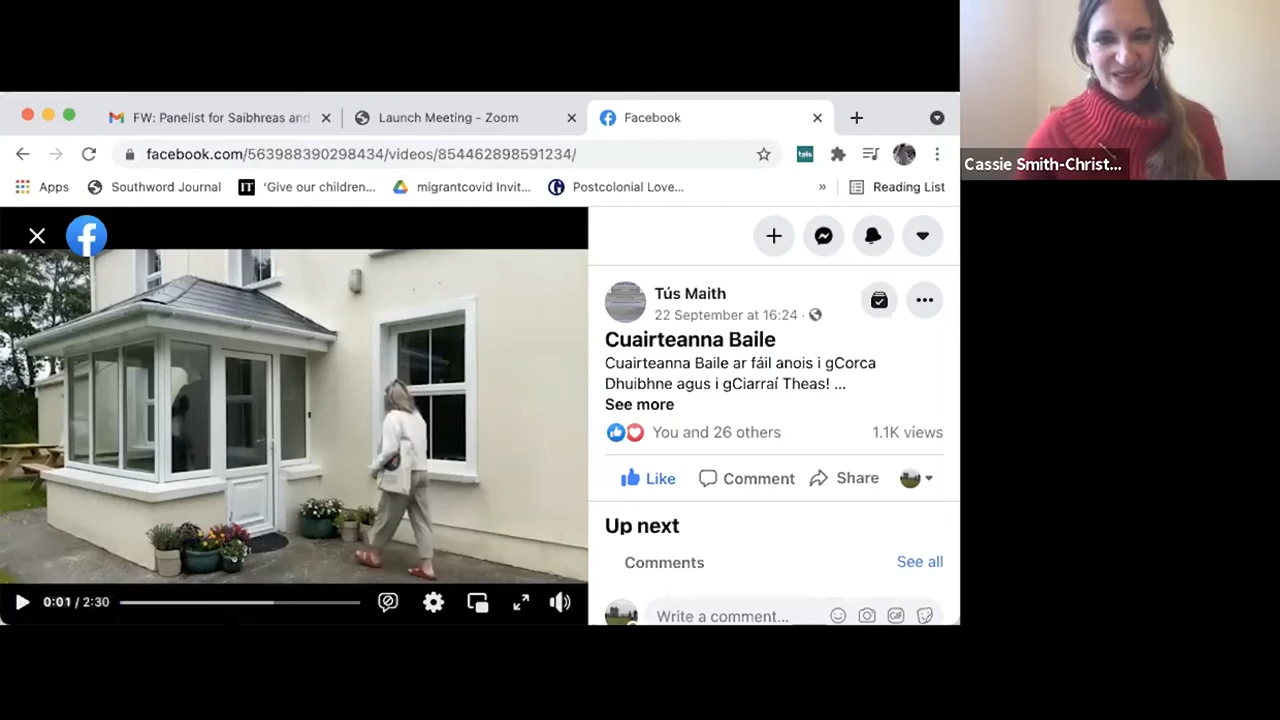 FW: Panelist for Saibhreas and
Launch Meeting - Zoom
Facebook
facebook.com/563988390298434/videos/854462898591234/
talis
Apps
Southword Journal
IT
'Give our children...
migrantcovid Invit...
Postcolonial Love...
»
Reading List
Cassie Smith-Christ...
Tús Maith
22 September at 16:24 ·
Cuairteanna Baile
Cuairteanna Baile ar fáil anois i gCorca
Dhuibhne agus i gCiarraí Theas! ...
See more
You and 26 others
1.1K views
Like
Comment
Share
Up next
Comments
See all
Write a comment...
GIF
0:01 / 2:30